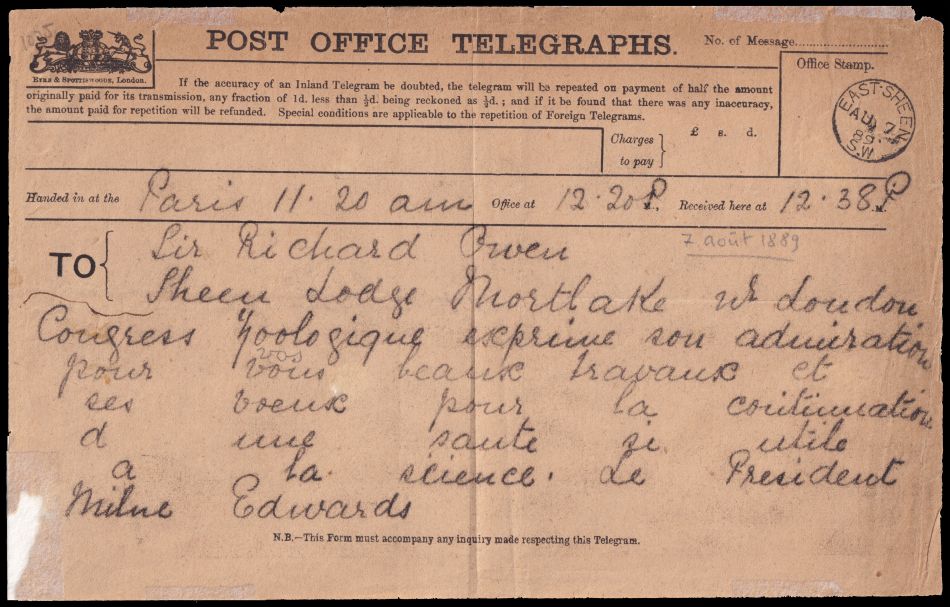 POST OFFICE TELEGRAPHS.
No. of Message
Office Stamp.
EYRE & SPOTTISWOODE, London.
If the accuracy of an Inland Telegram be doubted, the telegram will be repeated on payment of half the amount
originally paid for its transmission, any fraction of 1d. less than ½d. being reckoned as ½d.; and if it be found that there was any inaccuracy,
the amount paid for repetition will be refunded. Special conditions are applicable to the repetition of Foreign Telegrams.
EAST-SHEEN
AU 7
89
S.W.
Charges to pay
£ s. d.
Handed in at the Paris 11.20 am Office at 12.20 P M., Received here at 12.38 P M.
7 août 1889
TO Sir Richard Owen
Sheen Lodge Mortlake Wh London
Congress Zoologique exprime son admiration
vos
pour vous beaux travaux et
ses voeux pour la continuation
d une sante si utile
a la science. Le President
Milne Edwards
N.B.—This Form must accompany any inquiry made respecting this Telegram.